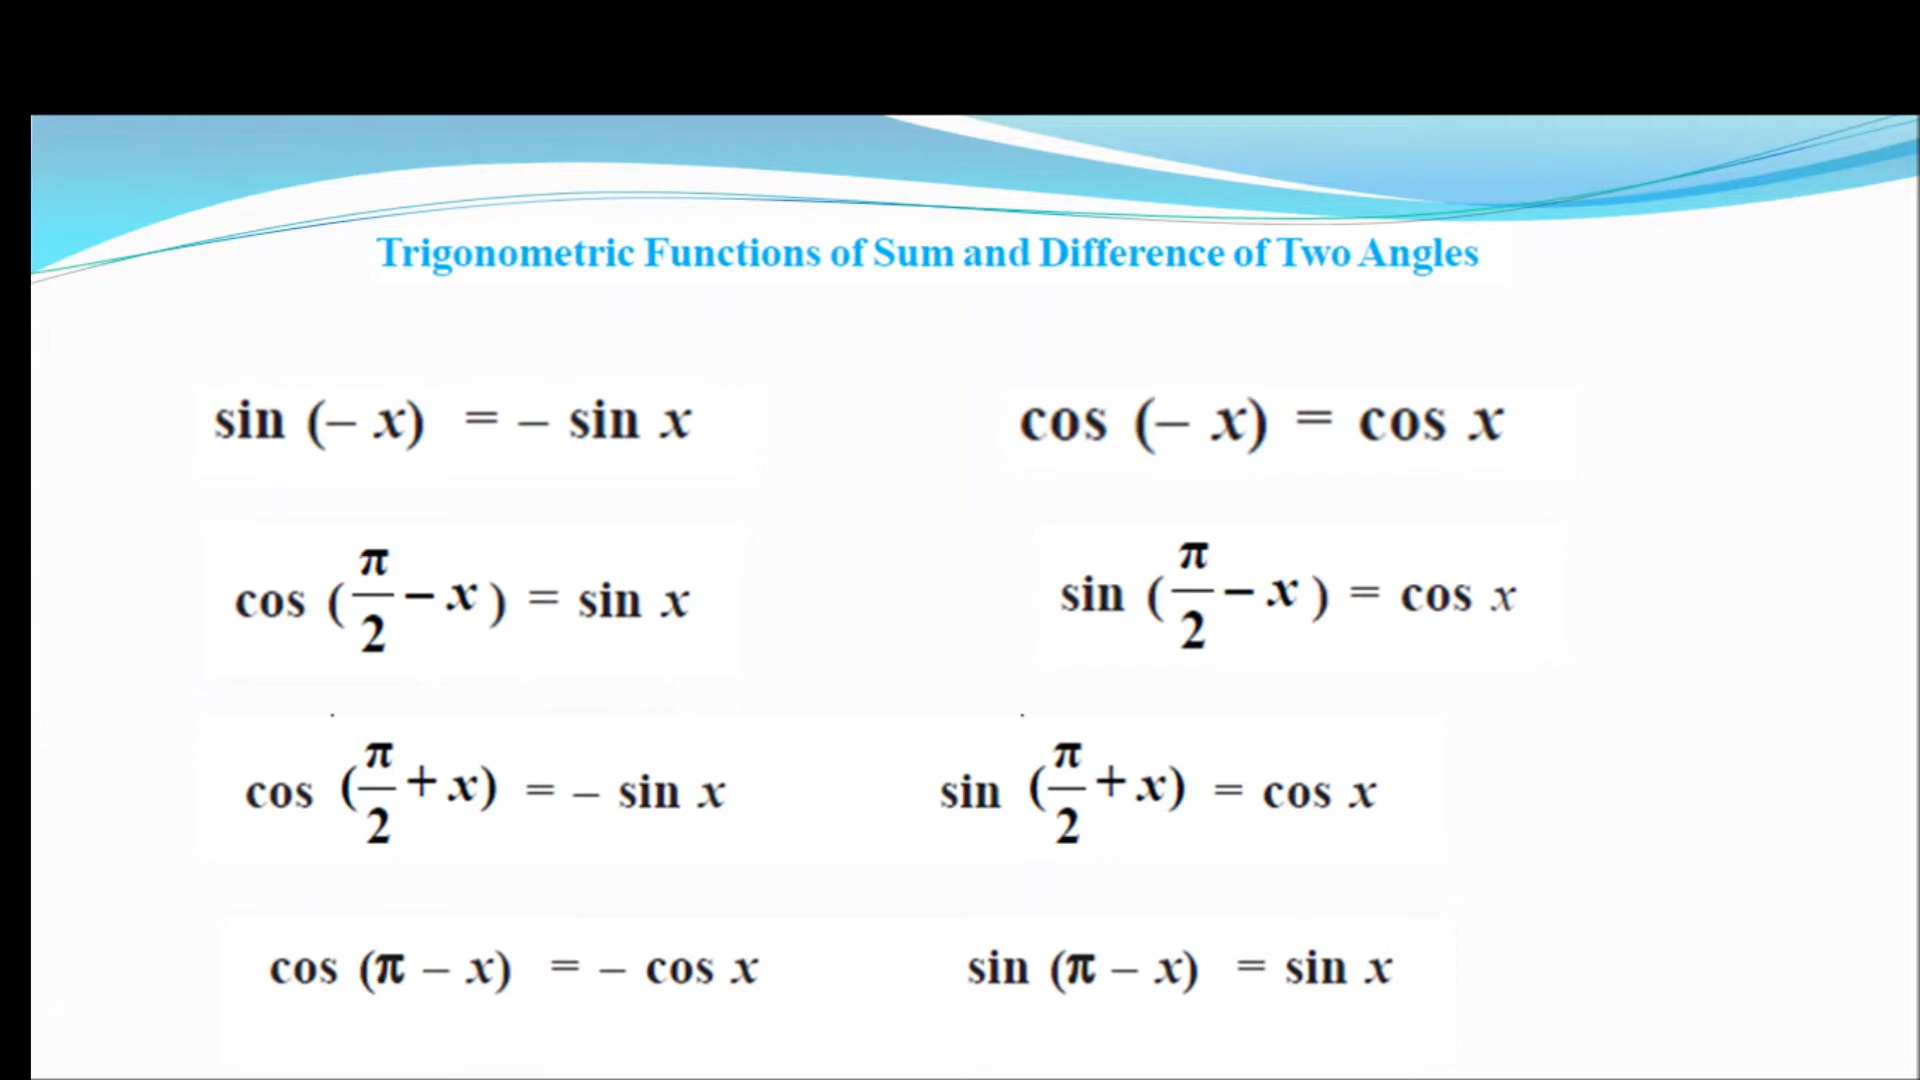 Trigonometric Functions of Sum and Difference of Two Angles
sin (– x) = – sin x
cos (– x) = cos x
cos (π/2 – x) = sin x
sin (π/2 – x) = cos x
cos (π/2 + x) = – sin x
sin (π/2 + x) = cos x
cos (π – x) = – cos x
sin (π – x) = sin x